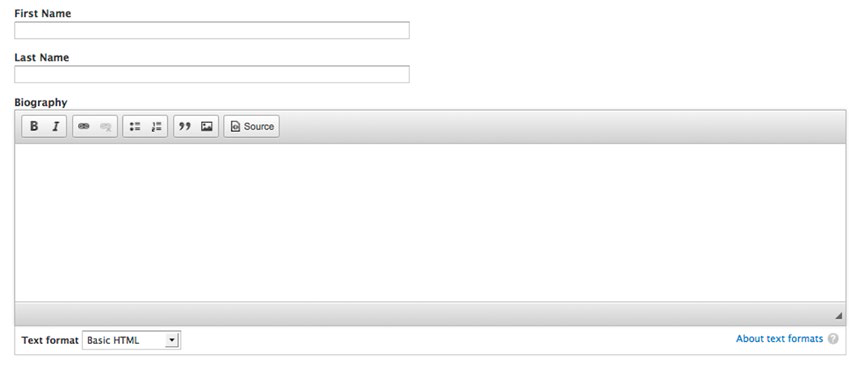 First Name
Last Name
Biography
B I Source
Text format Basic HTML About text formats ?